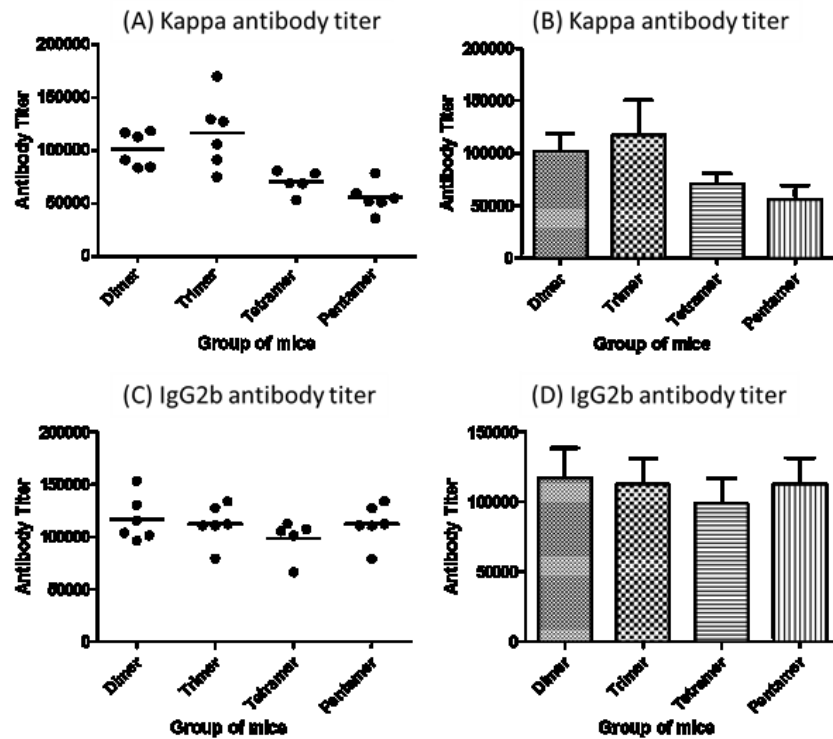 (A) Kappa antibody titer
200000
150000
100000
50000
0
Antibody Titer
Dimer
Trimer
Tetramer
Pentamer
Group of mice
(B) Kappa antibody titer
200000
150000
100000
50000
0
Antibody Titer
Dimer
Trimer
Tetramer
Pentamer
Group of mice
(C) IgG2b antibody titer
200000
150000
100000
50000
0
Antibody Titer
Dimer
Trimer
Tetramer
Pentamer
Group of mice
(D) IgG2b antibody titer
150000
100000
50000
0
Antibody Titer
Dimer
Trimer
Tetramer
Pentamer
Group of mice